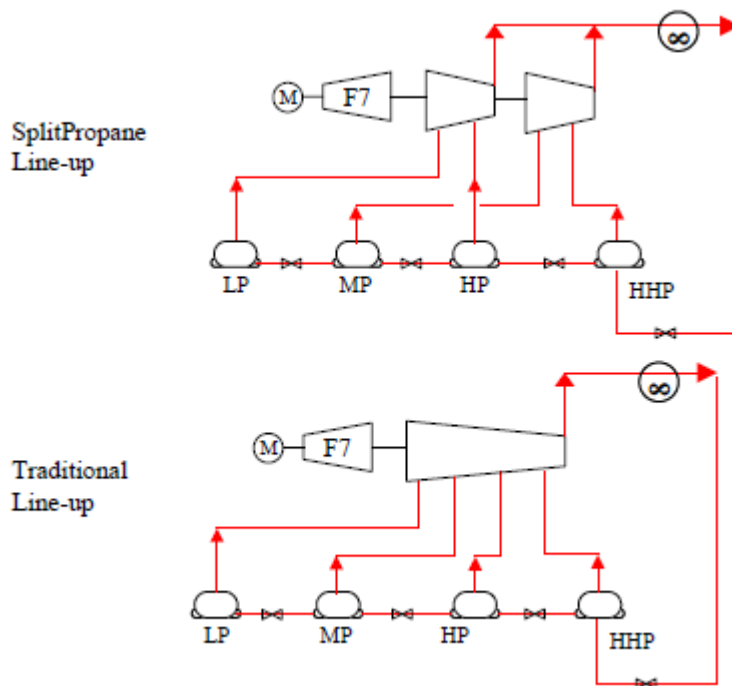 M
F7
∞
SplitPropane
Line-up
LP
MP
HP
HHP
M
F7
∞
Traditional
Line-up
LP
MP
HP
HHP